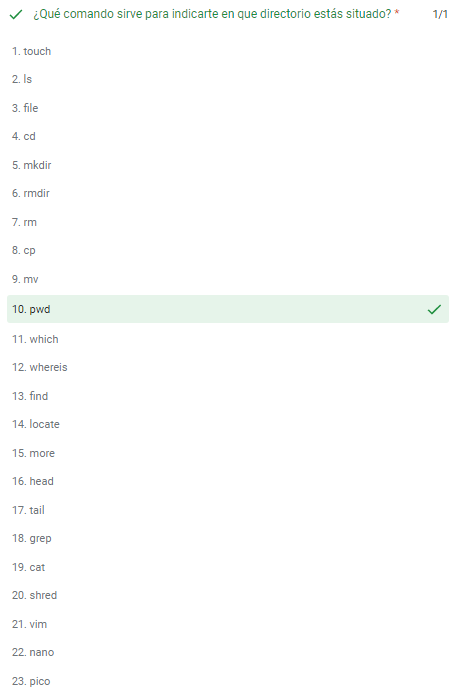 ¿Qué comando sirve para indicarte en que directorio estás situado? * 1/1
1. touch
2. ls
3. file
4. cd
5. mkdir
6. rmdir
7. rm
8. cp
9. mv
10. pwd
11. which
12. whereis
13. find
14. locate
15. more
16. head
17. tail
18. grep
19. cat
20. shred
21. vim
22. nano
23. pico